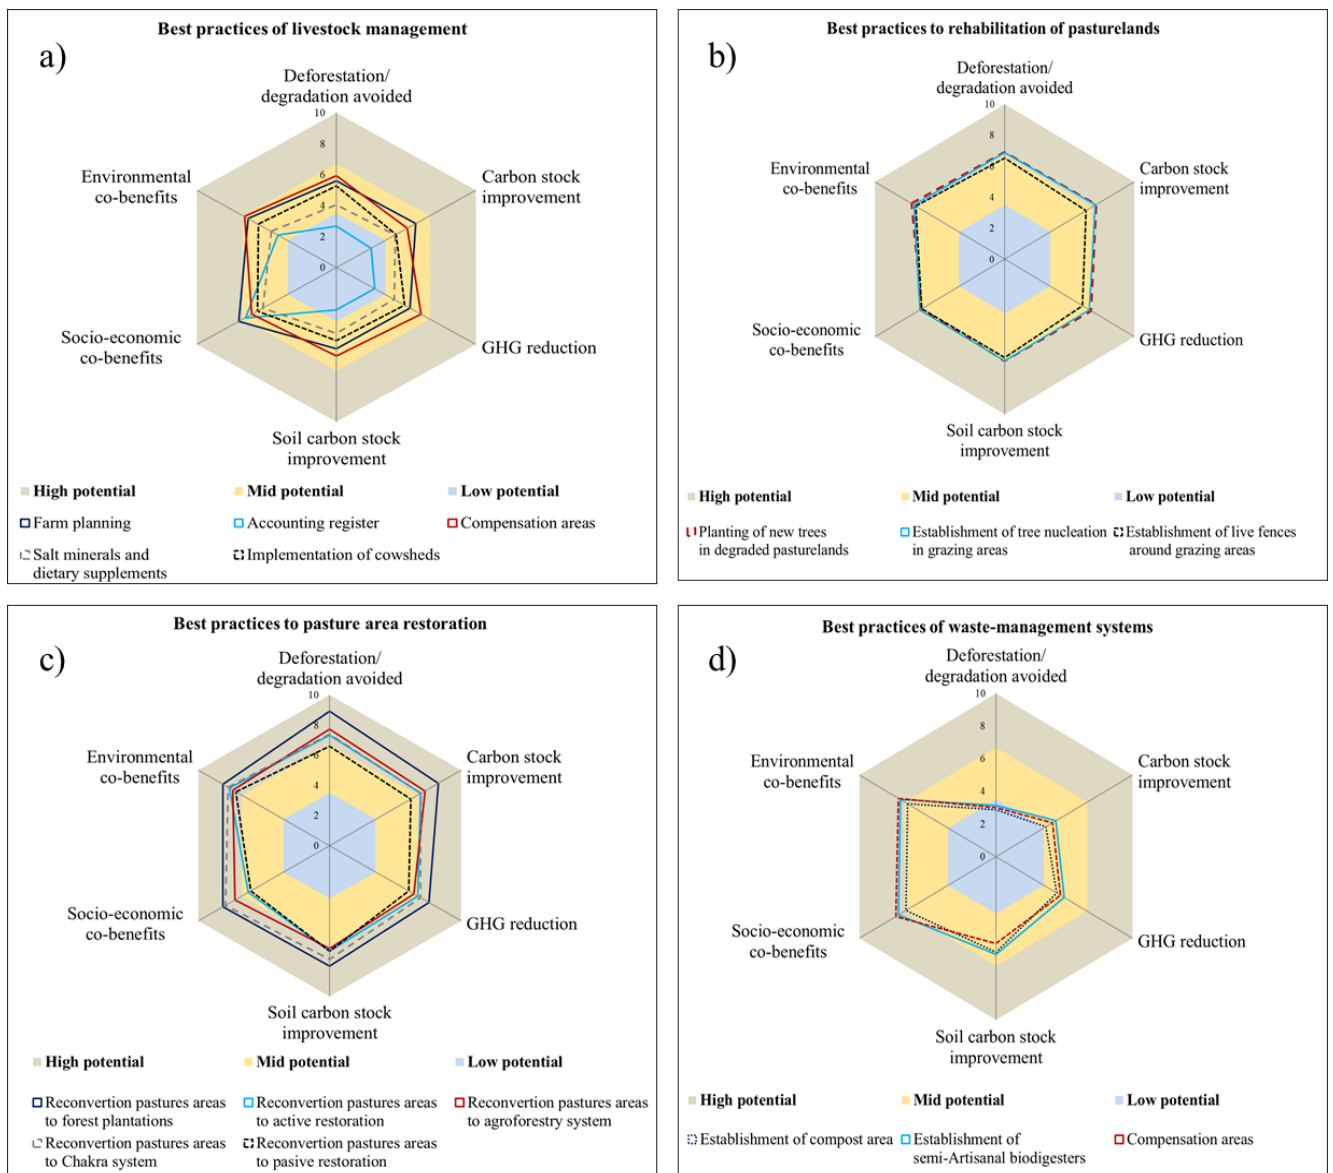 Best practices of livestock management
a)
Deforestation/
degradation avoided
10
8
6
4
2
0
Environmental
co-benefits
Carbon stock
improvement
Socio-economic
co-benefits
GHG reduction
Soil carbon stock
improvement
High potential
Mid potential
Low potential
Farm planning
Accounting register
Compensation areas
Salt minerals and
dietary supplements
Implementation of cowsheds
Best practices to rehabilitation of pasturelands
b)
Deforestation/
degradation avoided
10
8
6
4
2
0
Environmental
co-benefits
Carbon stock
improvement
Socio-economic
co-benefits
GHG reduction
Soil carbon stock
improvement
High potential
Mid potential
Low potential
Planting of new trees
in degraded pasturelands
Establishment of tree nucleation
in grazing areas
Establishment of live fences
around grazing areas
Best practices to pasture area restoration
c)
Deforestation/
degradation avoided
10
8
6
4
2
0
Environmental
co-benefits
Carbon stock
improvement
Socio-economic
co-benefits
GHG reduction
Soil carbon stock
improvement
High potential
Mid potential
Low potential
Reconvertion pastures areas
to forest plantations
Reconvertion pastures areas
to active restoration
Reconvertion pastures areas
to agroforestry system
Reconvertion pastures areas
to Chakra system
Reconvertion pastures areas
to pasive restoration
Best practices of waste-management systems
d)
Deforestation/
degradation avoided
10
8
6
4
2
0
Environmental
co-benefits
Carbon stock
improvement
Socio-economic
co-benefits
GHG reduction
Soil carbon stock
improvement
High potential
Mid potential
Low potential
Establishment of compost area
Establishment of
semi-Artisanal biodigesters
Compensation areas